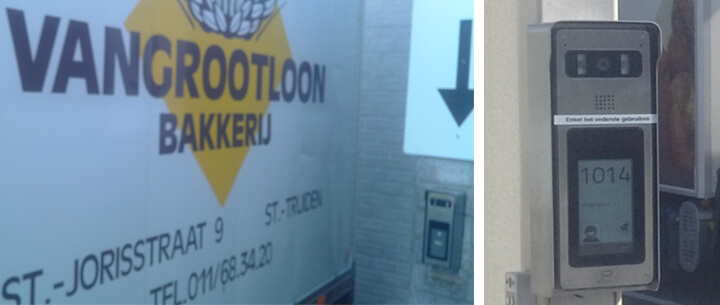 VANGROOTLOON
BAKKERIJ
ST.-JORISSTRAAT 9
ST.-TRUIDEN
TEL.011/68.34.20
Enkel het onderste gebruiken
1014